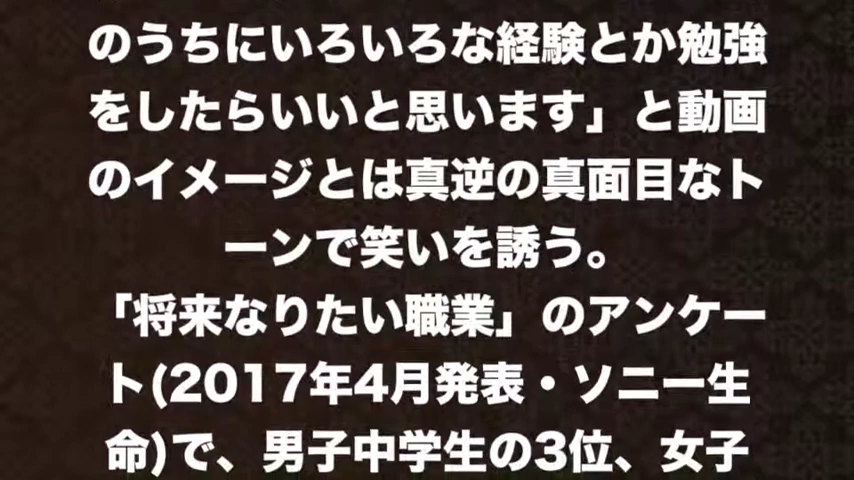 のうちにいろいろな経験とか勉強
をしたらいいと思います」と動画
のイメージとは真逆の真面目なト
ーンで笑いを誘う。
「将来なりたい職業」のアンケー
ト(2017年4月発表・ソニー生
命)で、男子中学生の3位、女子